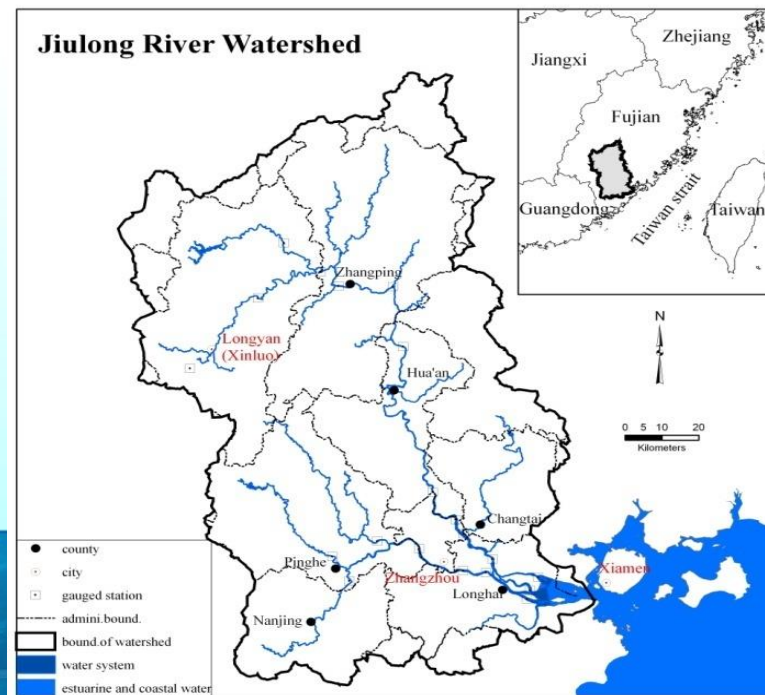 Jiulong River Watershed
Zhejiang
Jiangxi
Fujian
Guangdong
Taiwan strait
Taiwan
Zhangping
Longyan
(Xinluo)
Hua'an
N
0 5 10 20
Kilometers
Changtai
Pinghe
Zhangzhou
Longhai
Xiamen
Nanjing
county
city
gauged station
admini.bound.
bound.of watershed
water system
estuarine and coastal water